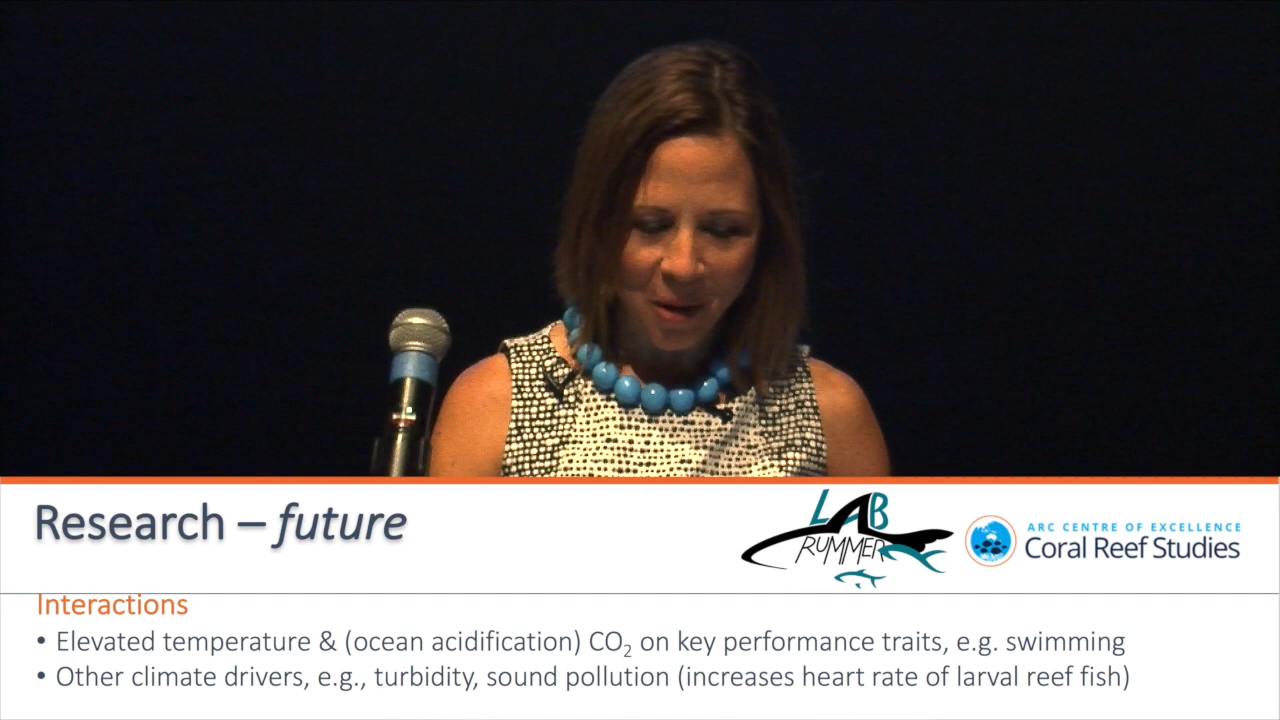 Research – future
LAB
RUMMER
ARC CENTRE OF EXCELLENCE
Coral Reef Studies
Interactions
• Elevated temperature & (ocean acidification) CO₂ on key performance traits, e.g. swimming
• Other climate drivers, e.g., turbidity, sound pollution (increases heart rate of larval reef fish)